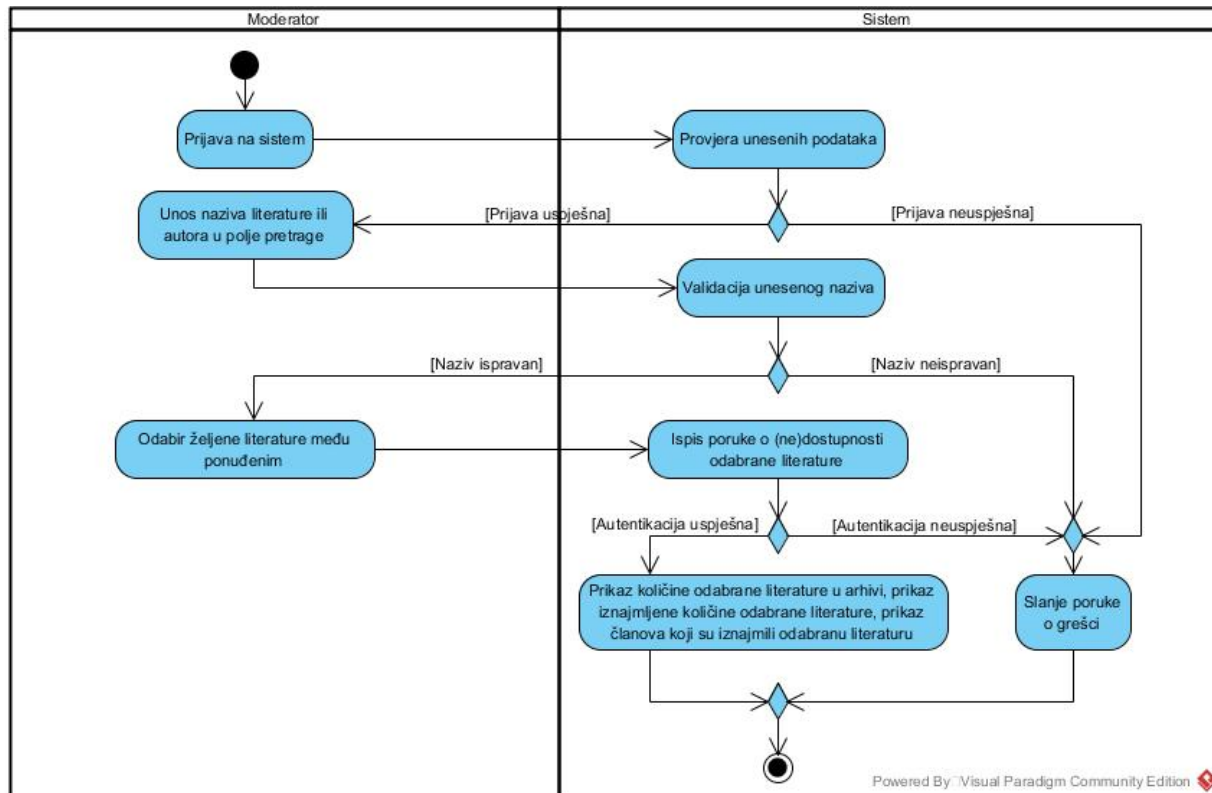 Moderator
Sistem
Prijava na sistem
Provjera unesenih podataka
Unos naziva literature ili
autora u polje pretrage
[Prijava uspješna]
[Prijava neuspješna]
Validacija unesenog naziva
[Naziv ispravan]
[Naziv neispravan]
Odabir željene literature među
ponuđenim
Ispis poruke o (ne)dostupnosti
odabrane literature
[Autentikacija uspješna]
[Autentikacija neuspješna]
Prikaz količine odabrane literature u arhivi, prikaz
iznajmljene količine odabrane literature, prikaz
članova koji su iznajmili odabranu literaturu
Slanje poruke
o grešci
Powered By Visual Paradigm Community Edition